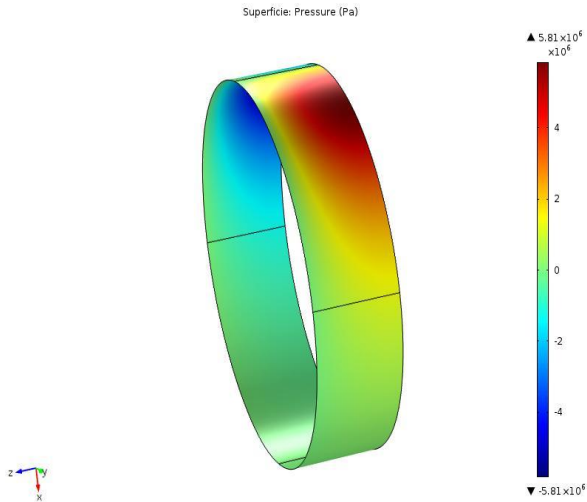 Superficie: Pressure (Pa)
▲ 5.81×10⁶
×10⁶
4
2
0
-2
-4
▼ -5.81×10⁶
z y
x